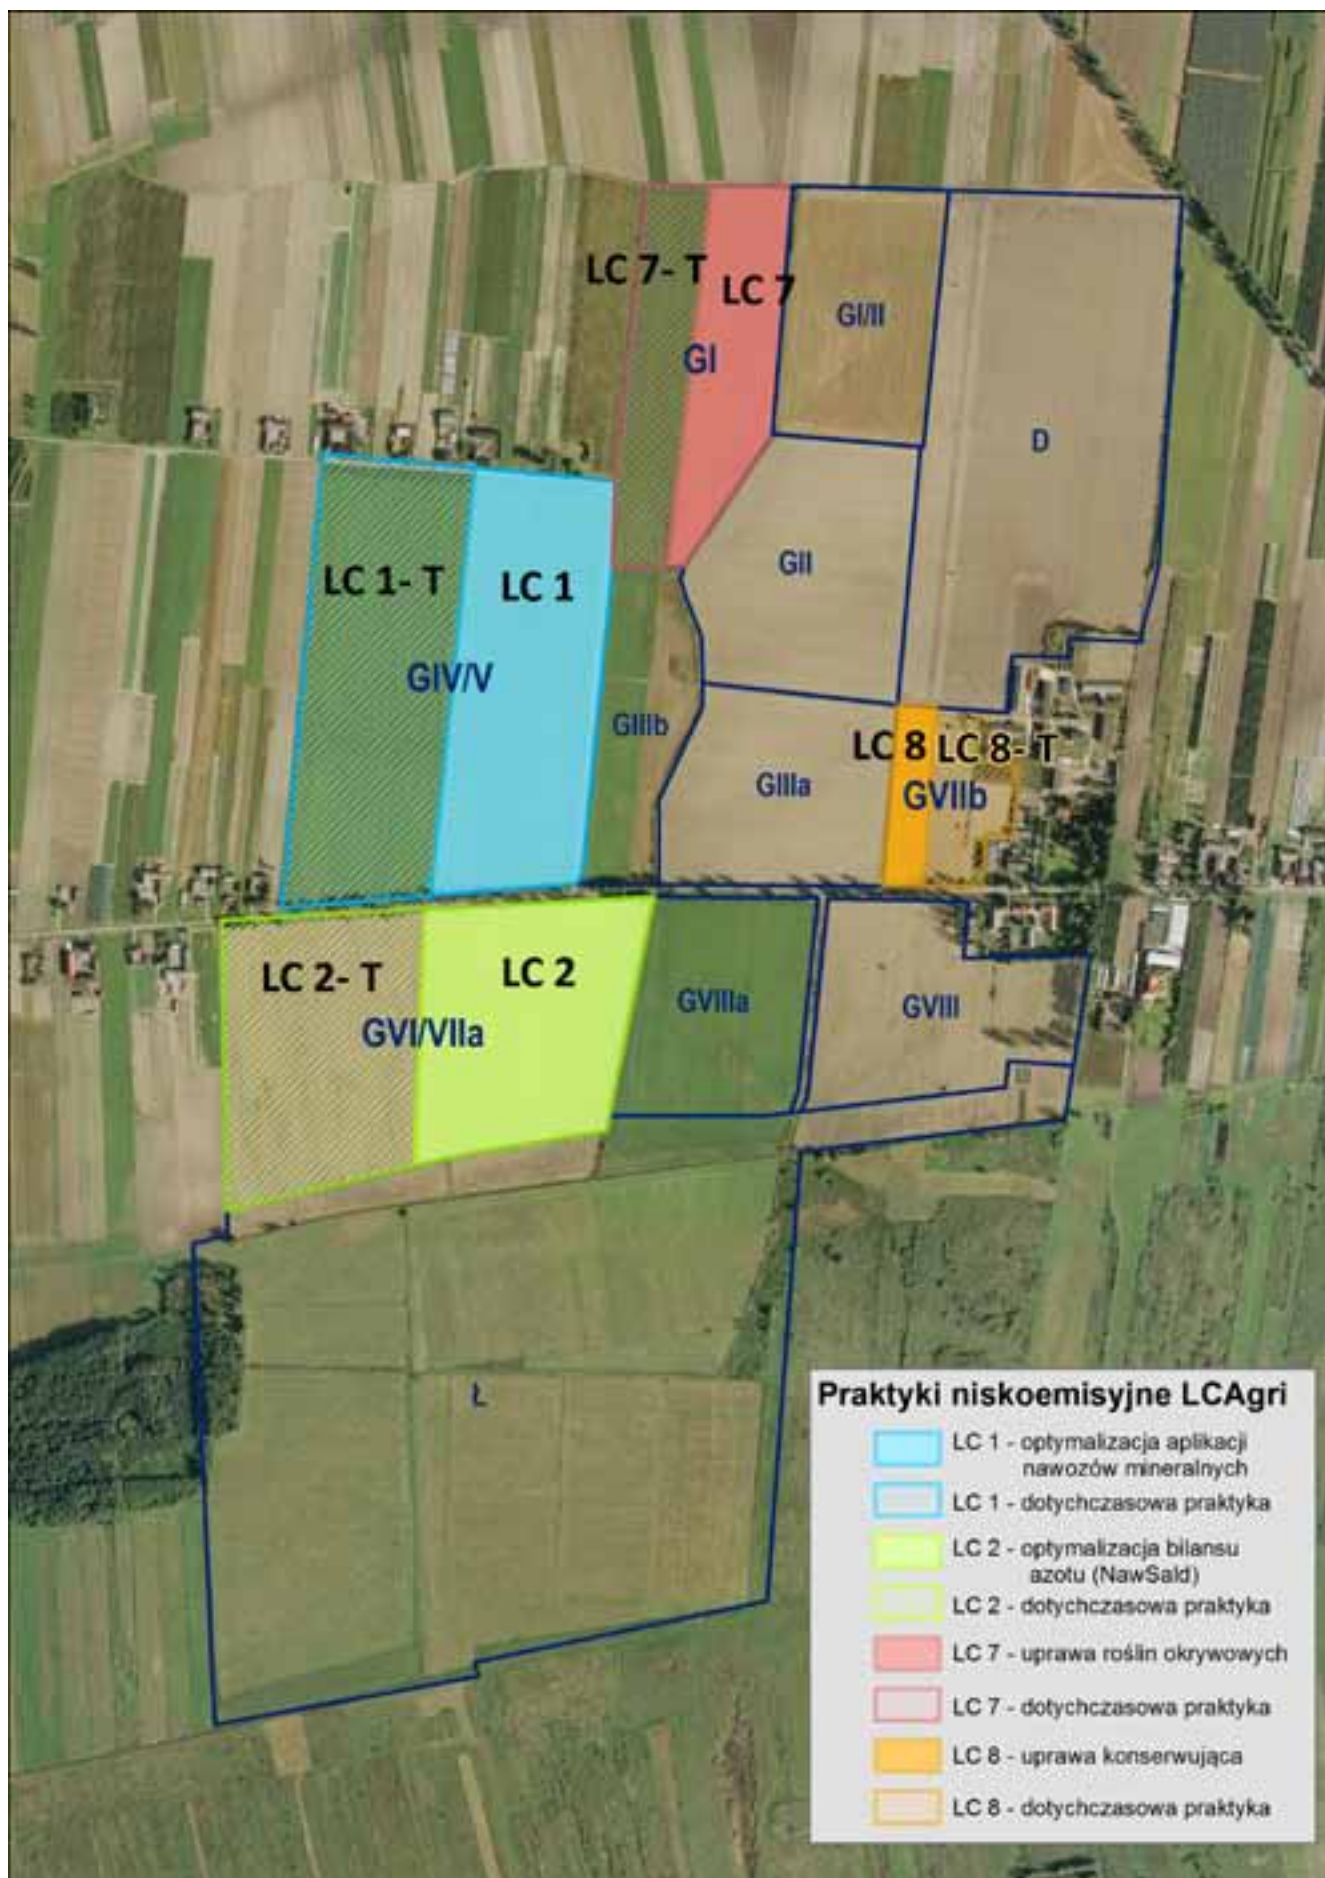 LC 7- T
LC 7
GI/II
GI
D
GII
LC 1- T
LC 1
GIV/V
GIIIb
LC 8
LC 8- T
GIIIa
GVIIb
LC 2- T
LC 2
GVIIIa
GVIII
GVI/VIIa
Ł
Praktyki niskoemisyjne LCAgri
LC 1 - optymalizacja aplikacji
nawozów mineralnych
LC 1 - dotychczasowa praktyka
LC 2 - optymalizacja bilansu
azotu (NawSald)
LC 2 - dotychczasowa praktyka
LC 7 - uprawa roślin okrywowych
LC 7 - dotychczasowa praktyka
LC 8 - uprawa konserwująca
LC 8 - dotychczasowa praktyka